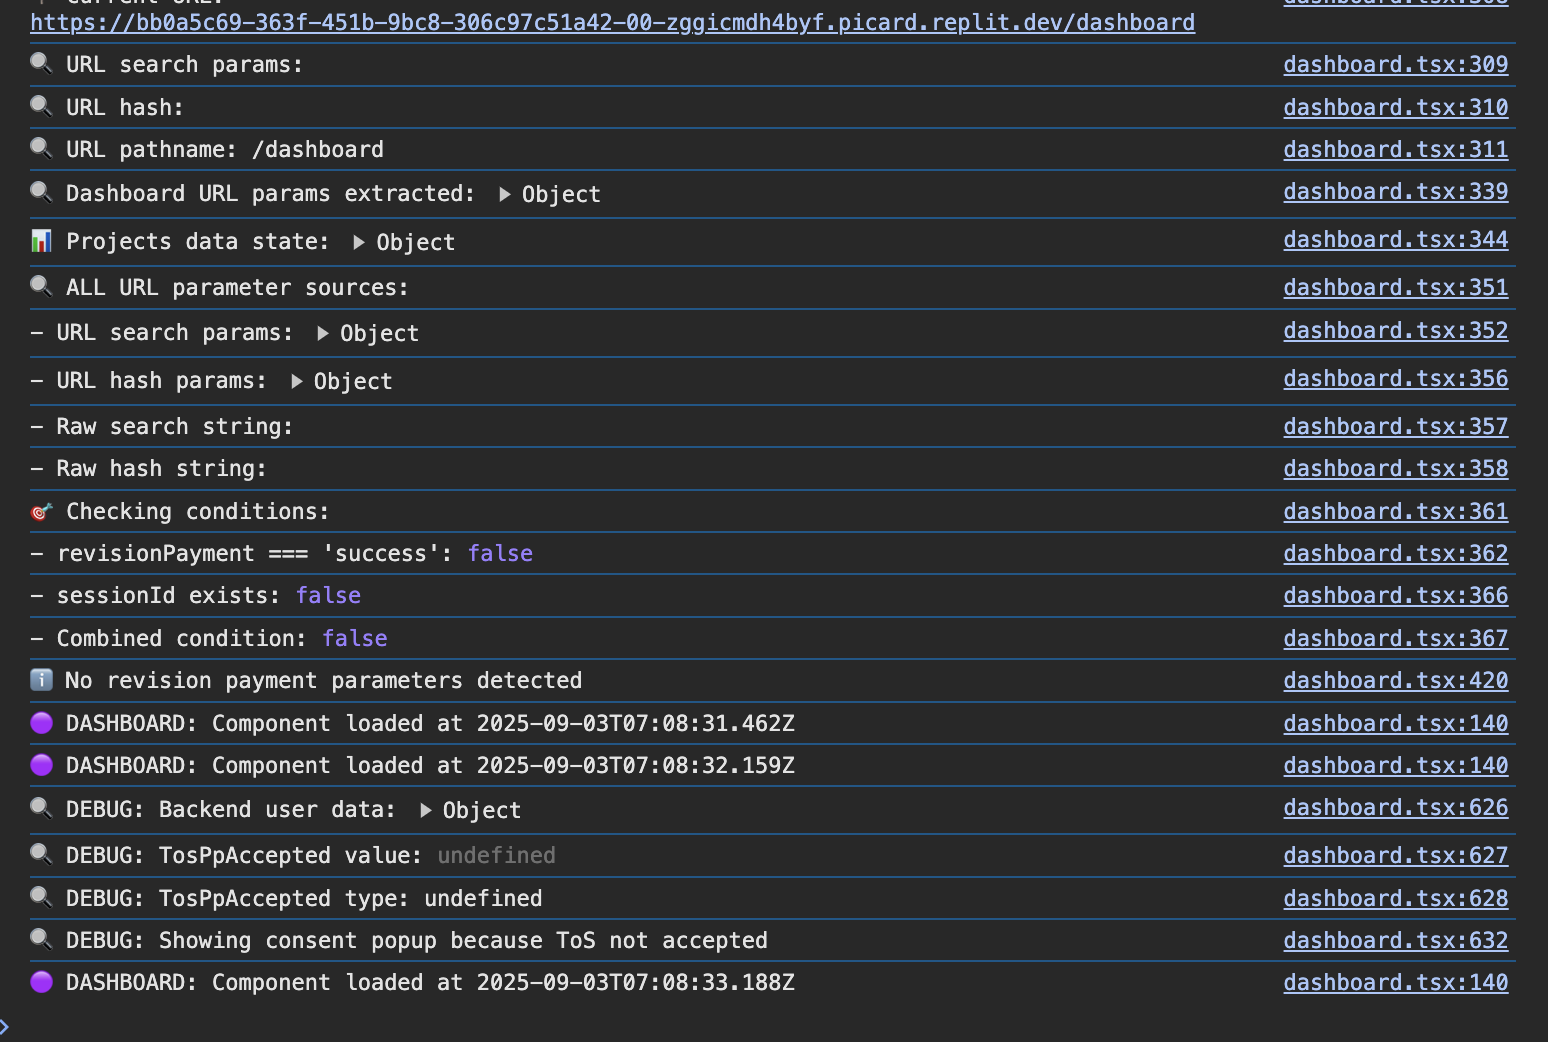 Current URL: dashboard.tsx:308
https://bb0a5c69-363f-451b-9bc8-306c97c51a42-00-zggicmdh4byf.picard.replit.dev/dashboard
🔍 URL search params: dashboard.tsx:309
🔍 URL hash: dashboard.tsx:310
🔍 URL pathname: /dashboard dashboard.tsx:311
🔍 Dashboard URL params extracted: ▶ Object dashboard.tsx:339
📊 Projects data state: ▶ Object dashboard.tsx:344
🔍 ALL URL parameter sources: dashboard.tsx:351
– URL search params: ▶ Object dashboard.tsx:352
– URL hash params: ▶ Object dashboard.tsx:356
– Raw search string: dashboard.tsx:357
– Raw hash string: dashboard.tsx:358
🎯 Checking conditions: dashboard.tsx:361
– revisionPayment === 'success': false dashboard.tsx:362
– sessionId exists: false dashboard.tsx:366
– Combined condition: false dashboard.tsx:367
ℹ️ No revision payment parameters detected dashboard.tsx:420
🟣 DASHBOARD: Component loaded at 2025-09-03T07:08:31.462Z dashboard.tsx:140
🟣 DASHBOARD: Component loaded at 2025-09-03T07:08:32.159Z dashboard.tsx:140
🔍 DEBUG: Backend user data: ▶ Object dashboard.tsx:626
🔍 DEBUG: TosPpAccepted value: undefined dashboard.tsx:627
🔍 DEBUG: TosPpAccepted type: undefined dashboard.tsx:628
🔍 DEBUG: Showing consent popup because ToS not accepted dashboard.tsx:632
🟣 DASHBOARD: Component loaded at 2025-09-03T07:08:33.188Z dashboard.tsx:140